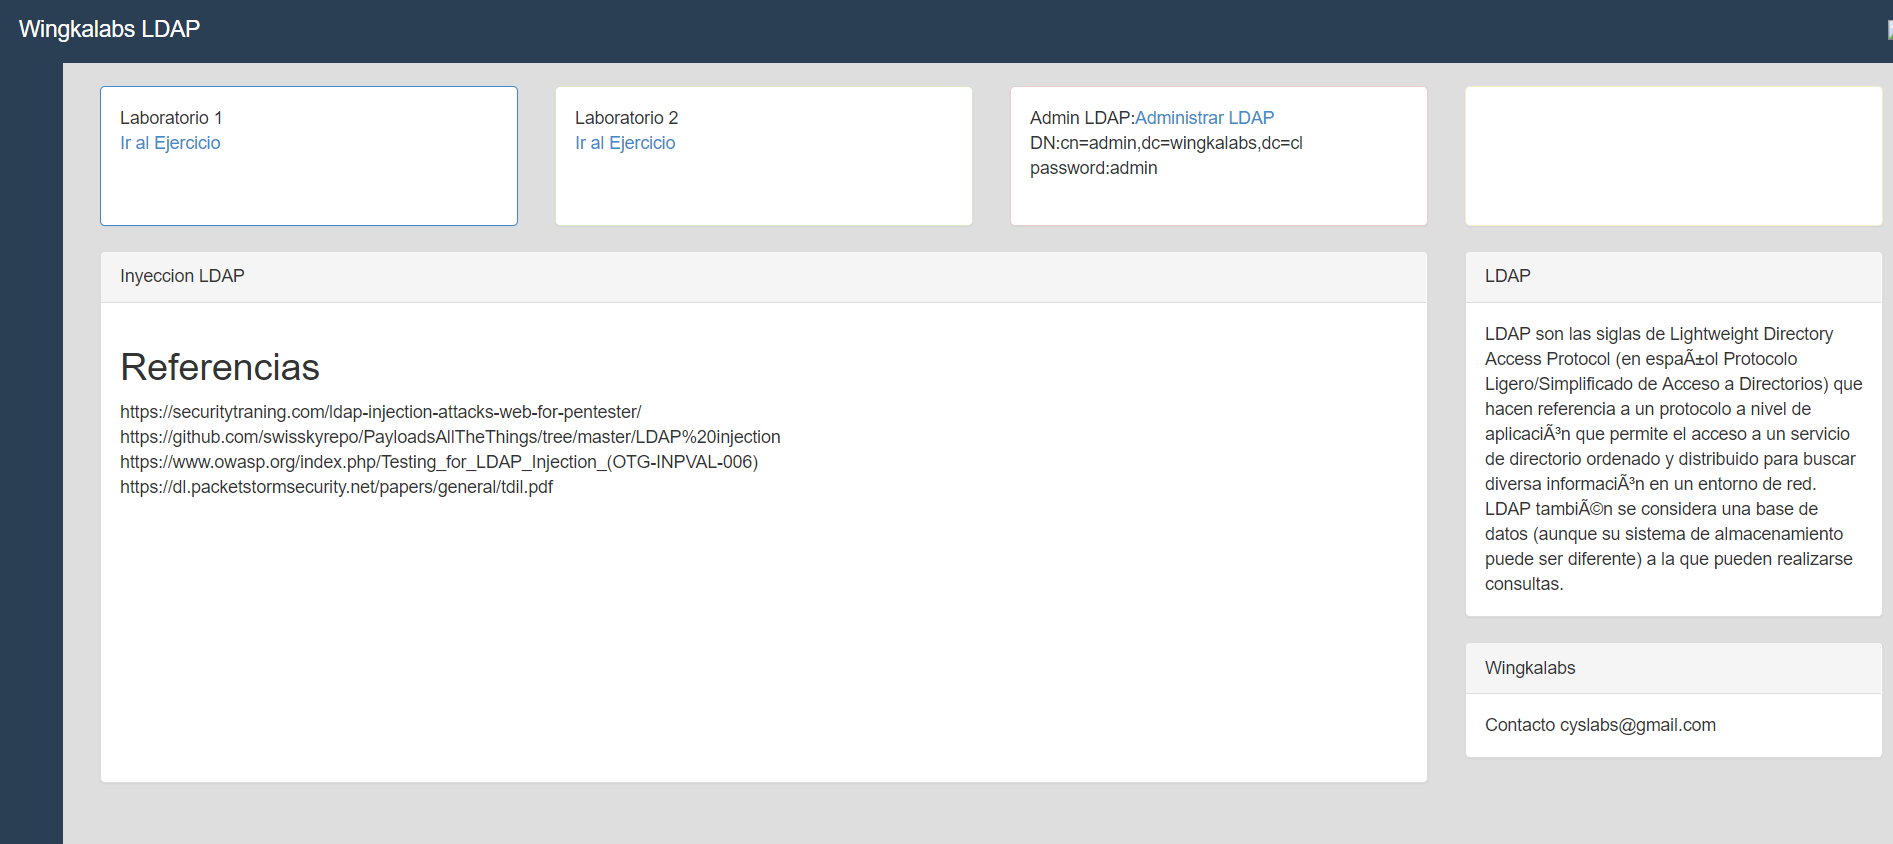 Wingkalabs LDAP
Laboratorio 1
Ir al Ejercicio
Laboratorio 2
Ir al Ejercicio
Admin LDAP:Administrar LDAP
DN:cn=admin,dc=wingkalabs,dc=cl
password:admin
Inyeccion LDAP
Referencias
https://securitytraning.com/ldap-injection-attacks-web-for-pentester/
https://github.com/swisskyrepo/PayloadsAllTheThings/tree/master/LDAP%20injection
https://www.owasp.org/index.php/Testing_for_LDAP_Injection_(OTG-INPVAL-006)
https://dl.packetstormsecurity.net/papers/general/tdil.pdf
LDAP
LDAP son las siglas de Lightweight Directory
Access Protocol (en espaÃ±ol Protocolo
Ligero/Simplificado de Acceso a Directorios) que
hacen referencia a un protocolo a nivel de
aplicaciÃ³n que permite el acceso a un servicio
de directorio ordenado y distribuido para buscar
diversa informaciÃ³n en un entorno de red.
LDAP tambiÃ©n se considera una base de
datos (aunque su sistema de almacenamiento
puede ser diferente) a la que pueden realizarse
consultas.
Wingkalabs
Contacto cyslabs@gmail.com